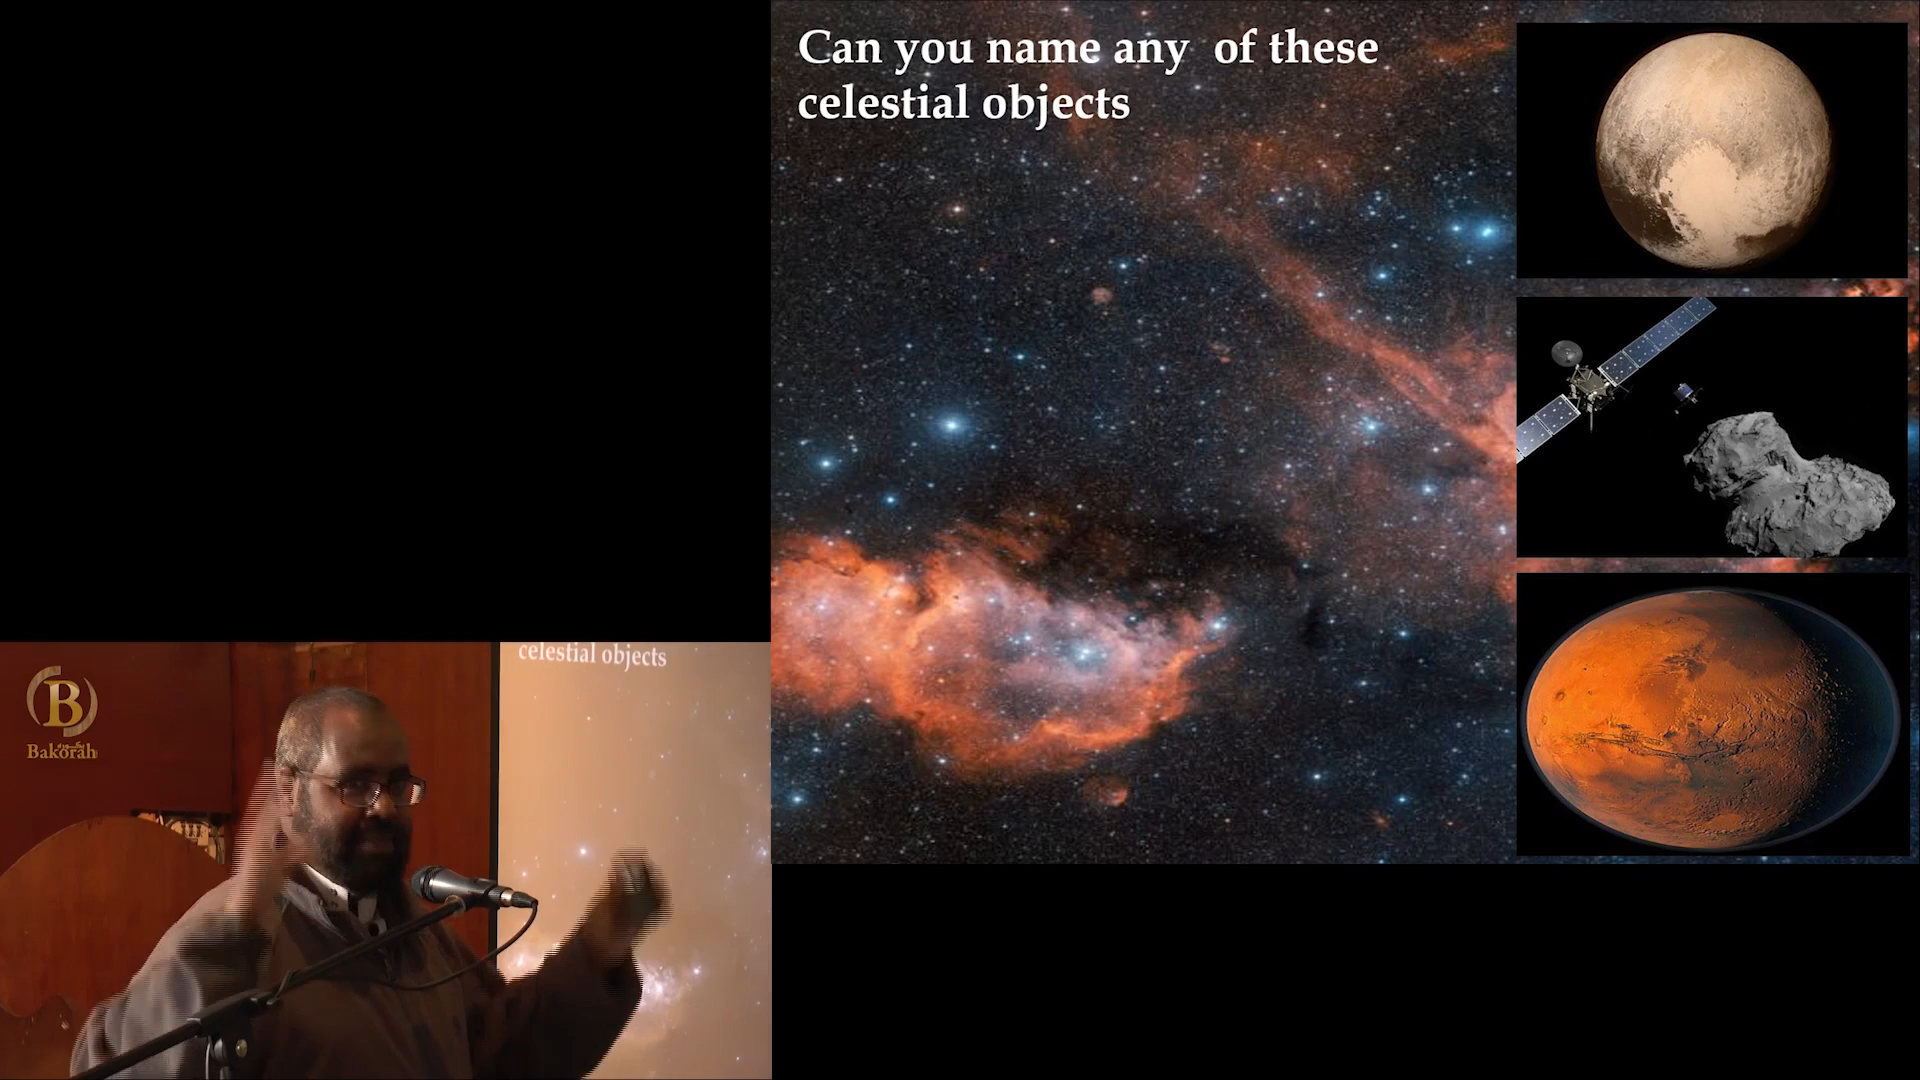 Can you name any  of these
celestial objects
celestial objects
B
Bakorah